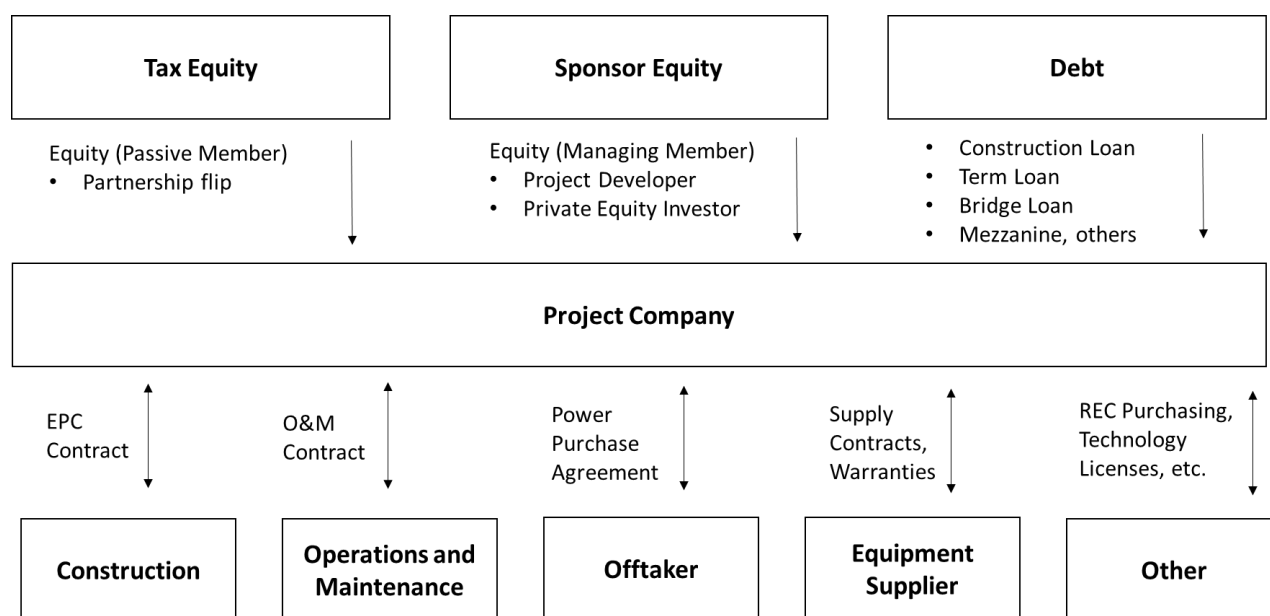 Tax Equity
Sponsor Equity
Debt
Equity (Passive Member)
• Partnership flip
Equity (Managing Member)
• Project Developer
• Private Equity Investor
• Construction Loan
• Term Loan
• Bridge Loan
• Mezzanine, others
Project Company
EPC
Contract
O&M
Contract
Power
Purchase
Agreement
Supply
Contracts,
Warranties
REC Purchasing,
Technology
Licenses, etc.
Construction
Operations and
Maintenance
Offtaker
Equipment
Supplier
Other